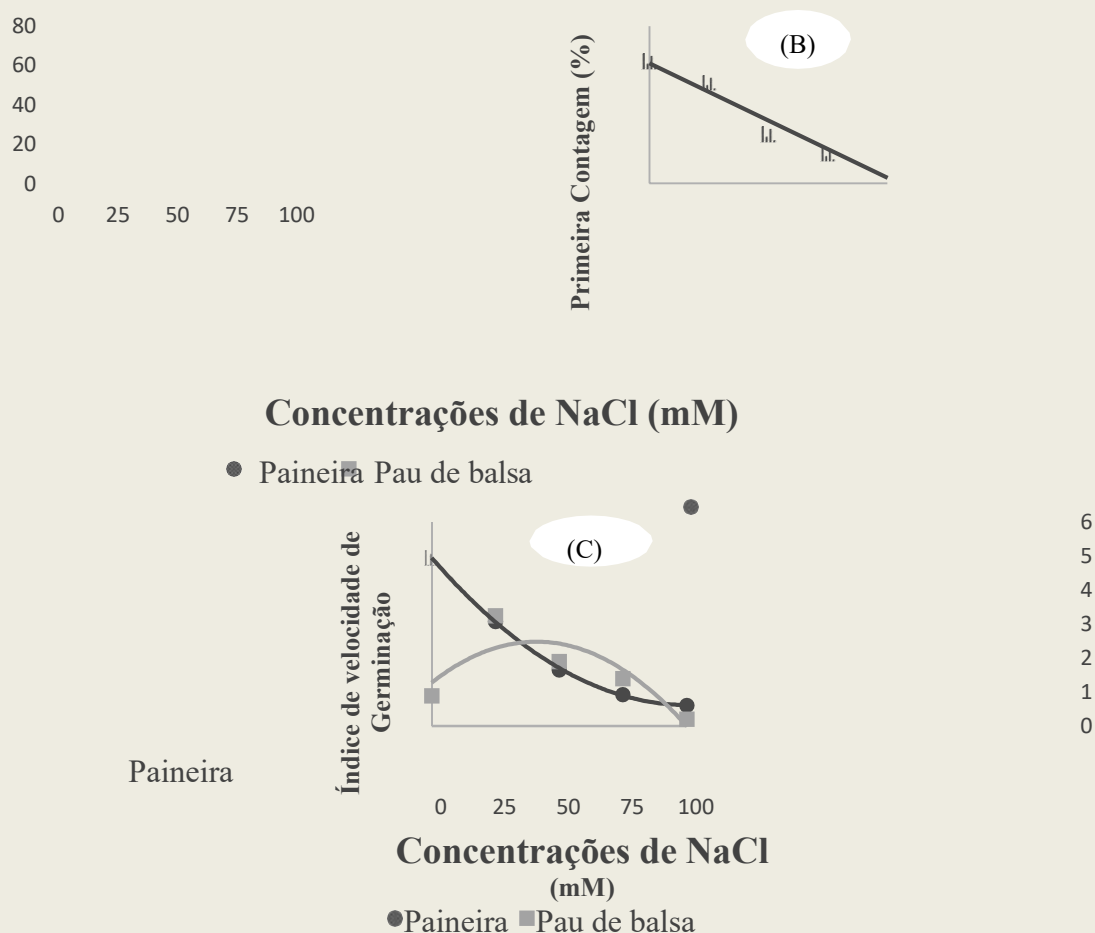 80
60
40
20
0
0 25 50 75 100
Primeira Contagem (%)
(B)
Concentrações de NaCl (mM)
Paineira Pau de balsa
(C)
Índice de velocidade de
Germinação
6
5
4
3
2
1
0
Paineira
0 25 50 75 100
Concentrações de NaCl
(mM)
Paineira Pau de balsa